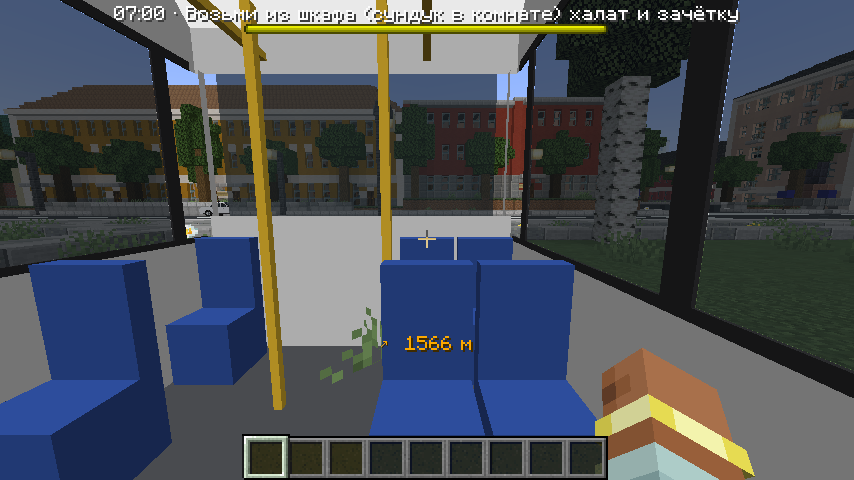 07:00 · Возьми из шкафа (сундук в комнате) халат и зачётку
↗ 1566 м